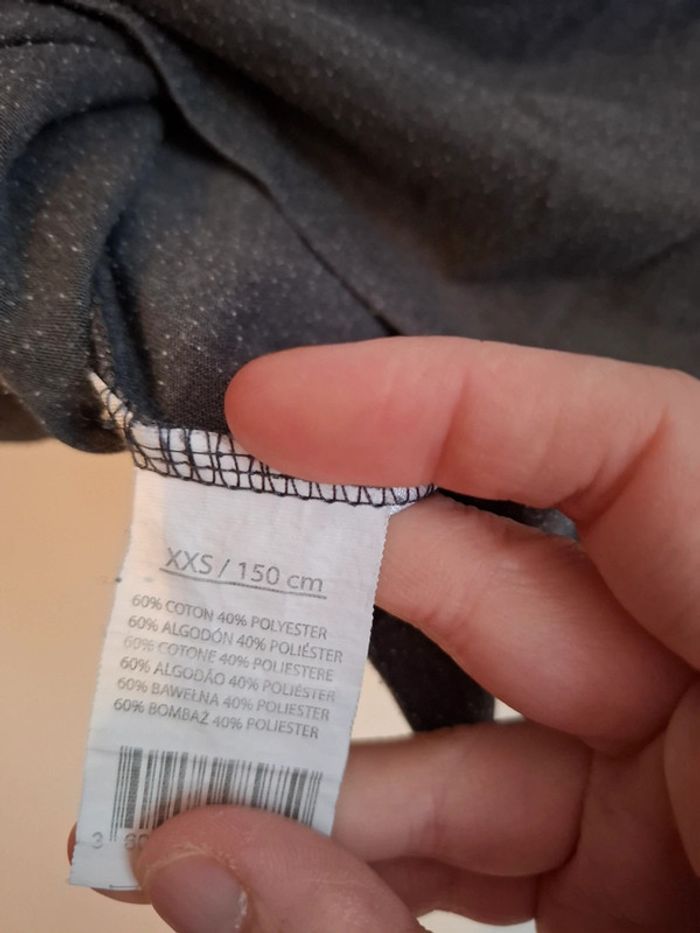 XXS / 150 cm
60% COTON 40% POLYESTER
60% ALGODÓN 40% POLIÉSTER
60% COTONE 40% POLIESTERE
60% ALGODÃO 40% POLIÉSTER
60% BAWEŁNA 40% POLIESTER
60% BOMBAŽ 40% POLIESTER
3